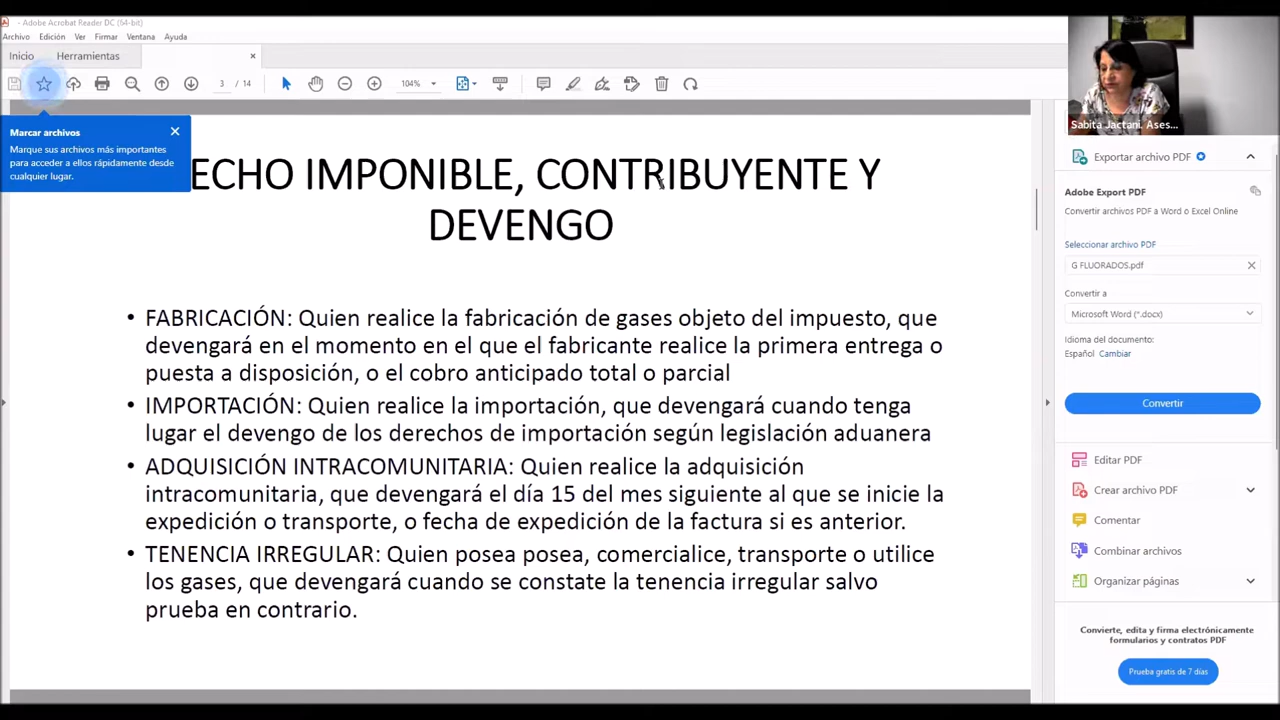 - Adobe Acrobat Reader DC (64-bit)
Archivo Edición Ver Firmar Ventana Ayuda
Inicio Herramientas
3 / 14
104%
Marcar archivos
Marque sus archivos más importantes
para acceder a ellos rápidamente desde
cualquier lugar.
ECHO IMPONIBLE, CONTRIBUYENTE Y
DEVENGO
• FABRICACIÓN: Quien realice la fabricación de gases objeto del impuesto, que
devengará en el momento en el que el fabricante realice la primera entrega o
puesta a disposición, o el cobro anticipado total o parcial
• IMPORTACIÓN: Quien realice la importación, que devengará cuando tenga
lugar el devengo de los derechos de importación según legislación aduanera
• ADQUISICIÓN INTRACOMUNITARIA: Quien realice la adquisición
intracomunitaria, que devengará el día 15 del mes siguiente al que se inicie la
expedición o transporte, o fecha de expedición de la factura si es anterior.
• TENENCIA IRREGULAR: Quien posea posea, comercialice, transporte o utilice
los gases, que devengará cuando se constate la tenencia irregular salvo
prueba en contrario.
Sabita Jactani. Ases...
Exportar archivo PDF
Adobe Export PDF
Convertir archivos PDF a Word o Excel Online
Seleccionar archivo PDF
G FLUORADOS.pdf
Convertir a
Microsoft Word (*.docx)
Idioma del documento:
Español Cambiar
Convertir
Editar PDF
Crear archivo PDF
Comentar
Combinar archivos
Organizar páginas
Convierte, edita y firma electrónicamente
formularios y contratos PDF
Prueba gratis de 7 días